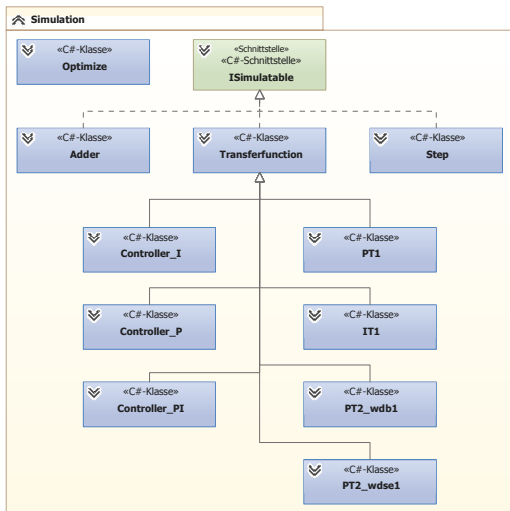 Simulation
«C#-Klasse»
Optimize
«Schnittstelle»
«C#-Schnittstelle»
ISimulatable
«C#-Klasse»
Adder
«C#-Klasse»
Transferfunction
«C#-Klasse»
Step
«C#-Klasse»
Controller_I
«C#-Klasse»
PT1
«C#-Klasse»
Controller_P
«C#-Klasse»
IT1
«C#-Klasse»
Controller_PI
«C#-Klasse»
PT2_wdb1
«C#-Klasse»
PT2_wdse1